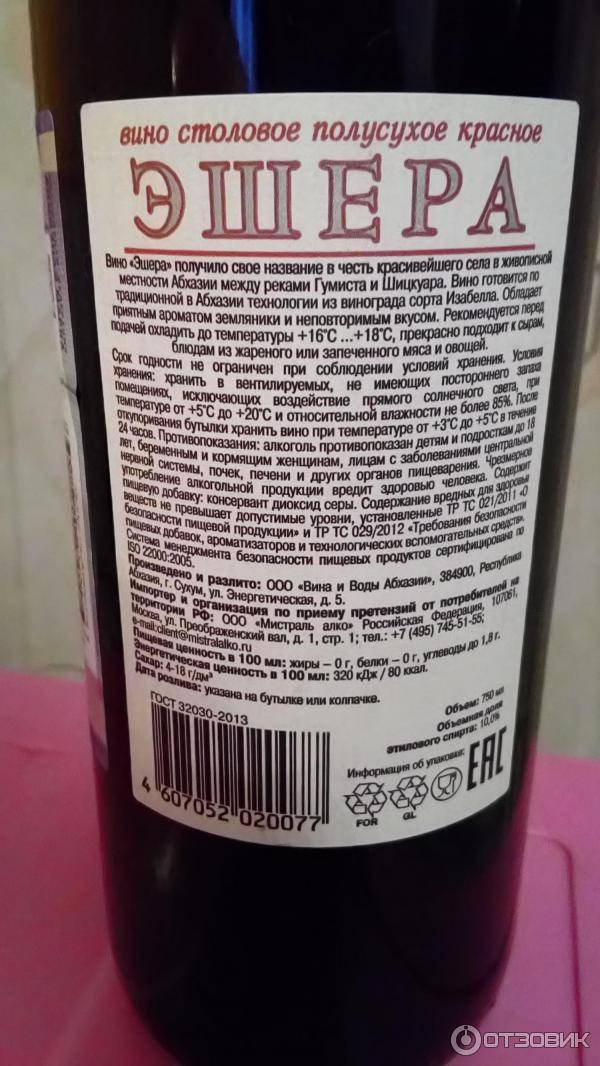 вино столовое полусухое красное
ЭШЕРА
Вино «Эшера» получило свое название в честь красивейшего села в живописной
местности Абхазии между реками Гумиста и Шицкуара. Вино готовится по
традиционной в Абхазии технологии из винограда сорта Изабелла. Обладает
приятным ароматом земляники и неповторимым вкусом. Рекомендуется перед
подачей охладить до температуры +16°С ...+18°С, прекрасно подходит к сырам,
блюдам из жареного или запеченного мяса и овощей.
Срок годности не ограничен при соблюдении условий хранения. Условия
хранения: хранить в вентилируемых, не имеющих постороннего запаха
помещениях, исключающих воздействие прямого солнечного света, при
температуре от +5°С до +20°С и относительной влажности не более 85%. После
откупоривания бутылки хранить вино при температуре от +3°С до +5°С в течение
24 часов. Противопоказания: алкоголь противопоказан детям и подросткам до 18
лет, беременным и кормящим женщинам, лицам с заболеваниями центральной
нервной системы, почек, печени и других органов пищеварения. Чрезмерное
употребление алкогольной продукции вредит здоровью человека. Содержит
пищевую добавку: консервант диоксид серы. Содержание вредных для здоровья
веществ не превышает допустимые уровни, установленные ТР ТС 021/2011 «О
безопасности пищевой продукции» и ТР ТС 029/2012 «Требования безопасности
пищевых добавок, ароматизаторов и технологических вспомогательных средств».
Система менеджмента безопасности пищевых продуктов сертифицирована по
ISO 22000:2005.
Произведено и разлито: ООО «Вина и Воды Абхазии», 384900, Республика
Абхазия, г. Сухум, ул. Энергетическая, д. 5.
Импортер и организация по приему претензий от потребителей на
территории РФ: ООО «Мистраль алко» Российская Федерация, 107061,
Москва, ул. Преображенский вал, д. 1, стр. 1; тел.: +7 (495) 745-51-55;
e-mail:client@mistralalko.ru
Пищевая ценность в 100 мл: жиры – 0 г, белки – 0 г, углеводы до 1,8 г.
Энергетическая ценность в 100 мл: 320 кДж / 80 ккал.
Сахар: 4-18 г/дм³
Дата розлива: указана на бутылке или колпачке.
ГОСТ 32030-2013
Объем: 750 мл
Объемная доля
этилового спирта: 10,0%
Информация об упаковке:
EAC
FOR
GL
4 607052 020077
ОТЗОВИК